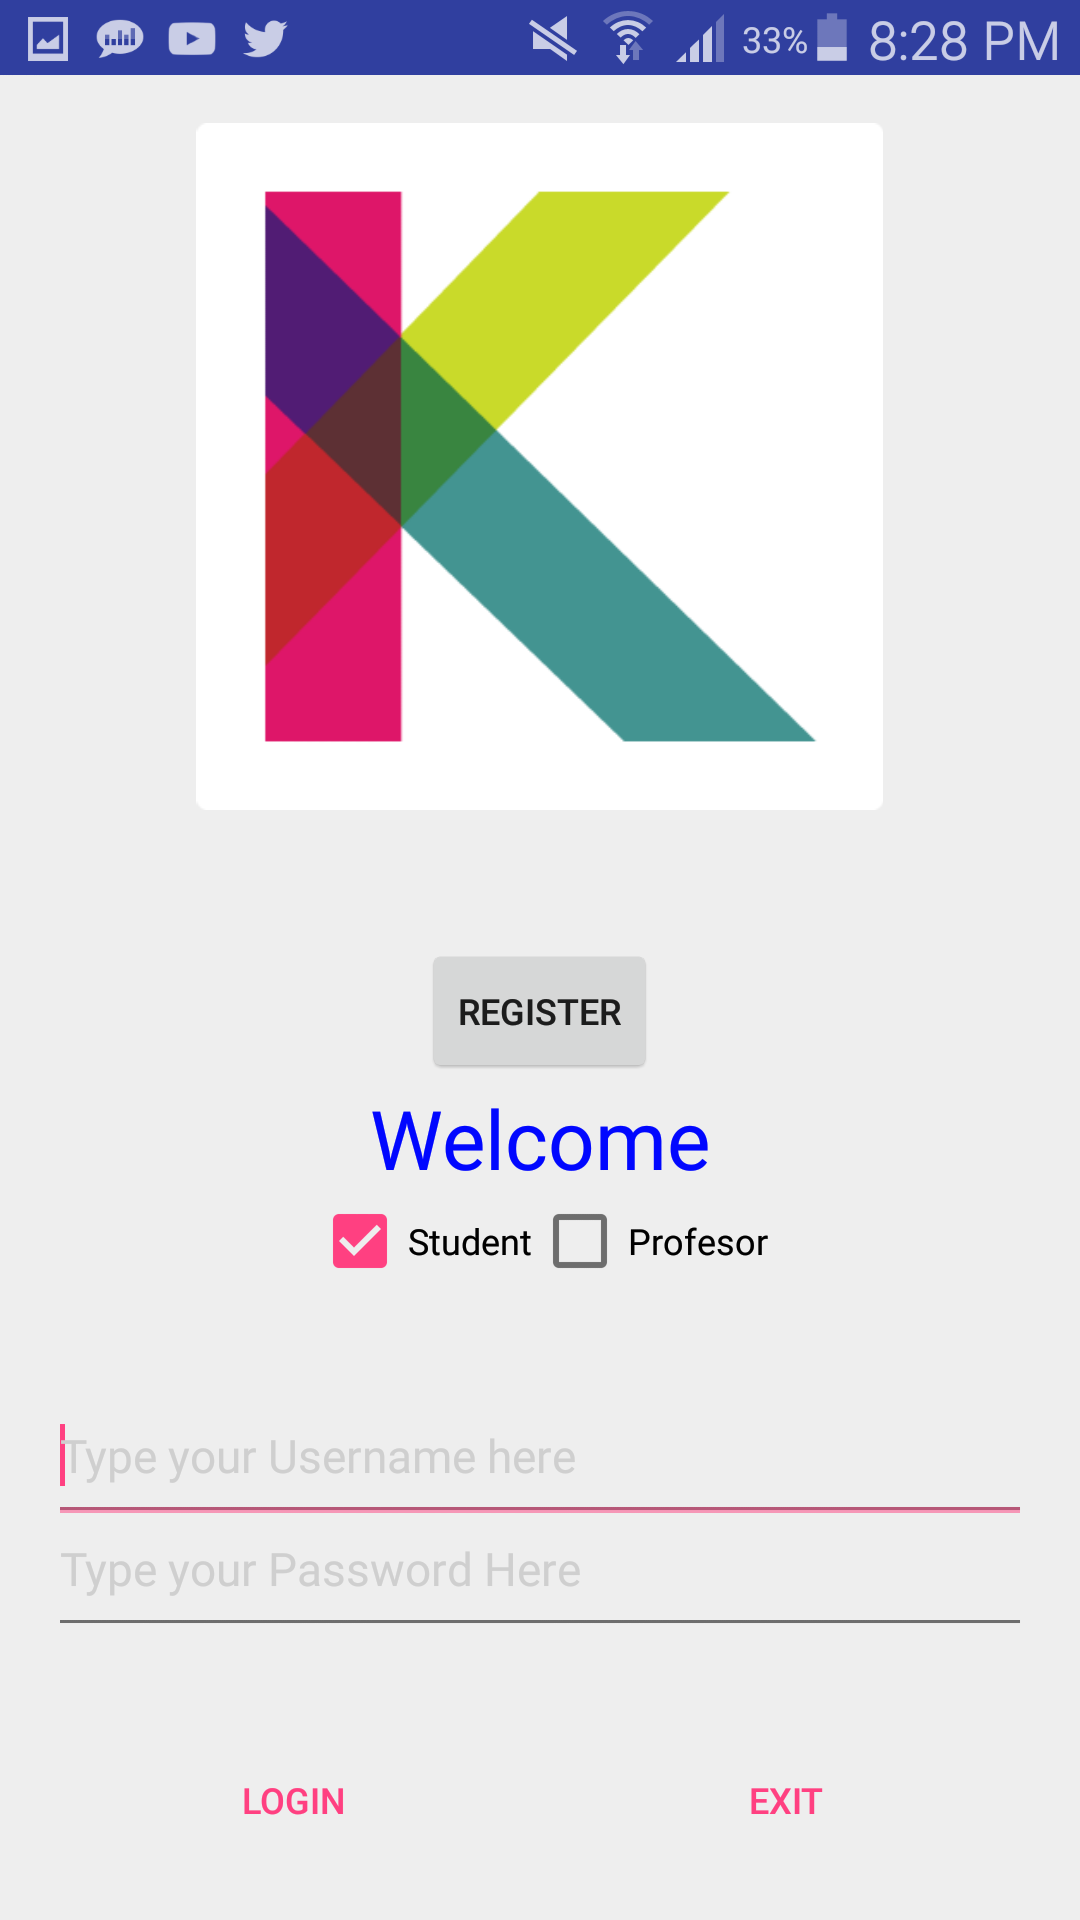 33% 8:28 PM
K
REGISTER
Welcome
Student Profesor
Type your Username here
Type your Password Here
LOGIN EXIT